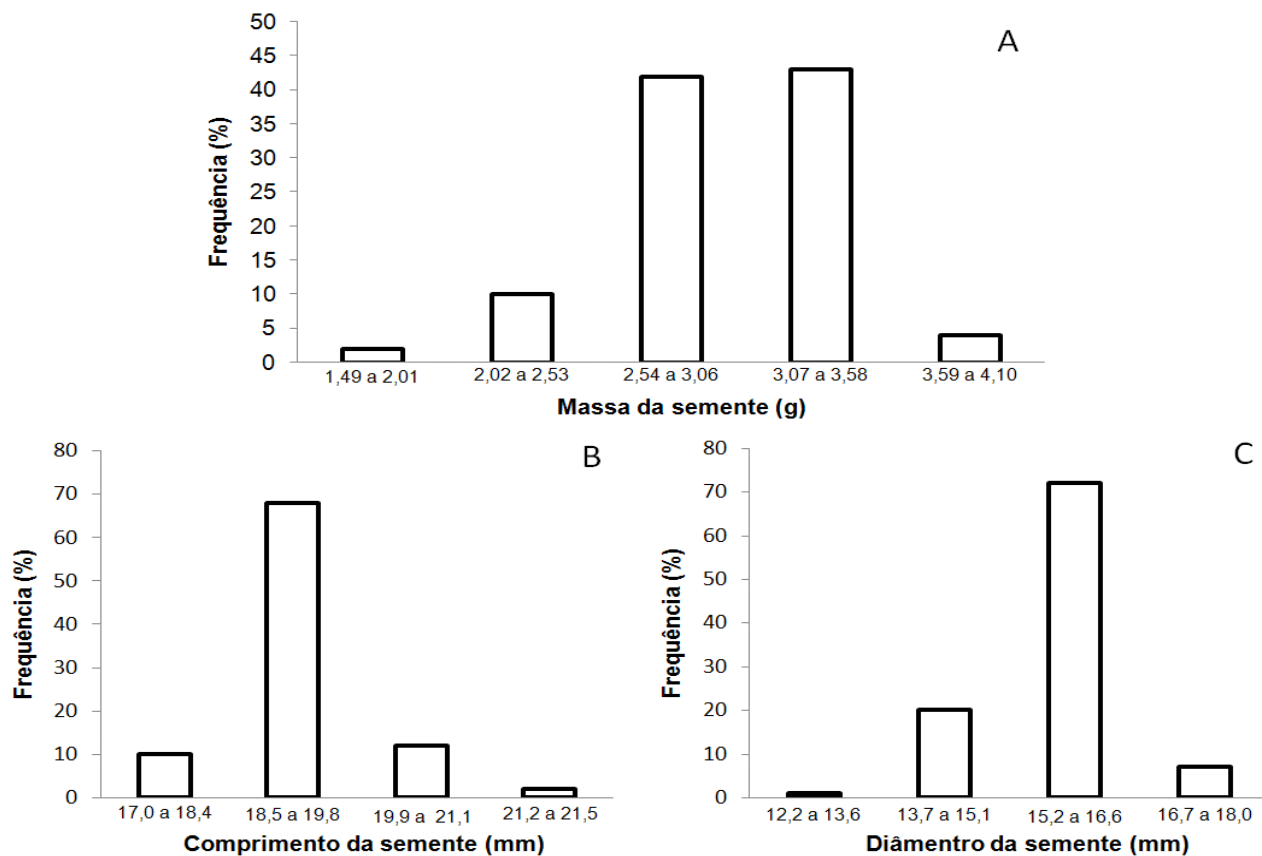 A
Frequência (%)
50
45
40
35
30
25
20
15
10
5
0
1,49 a 2,01
2,02 a 2,53
2,54 a 3,06
3,07 a 3,58
3,59 a 4,10
Massa da semente (g)
B
Frequência (%)
80
70
60
50
40
30
20
10
0
17,0 a 18,4
18,5 a 19,8
19,9 a 21,1
21,2 a 21,5
Comprimento da semente (mm)
C
Frequência (%)
80
70
60
50
40
30
20
10
0
12,2 a 13,6
13,7 a 15,1
15,2 a 16,6
16,7 a 18,0
Diâmentro da semente (mm)